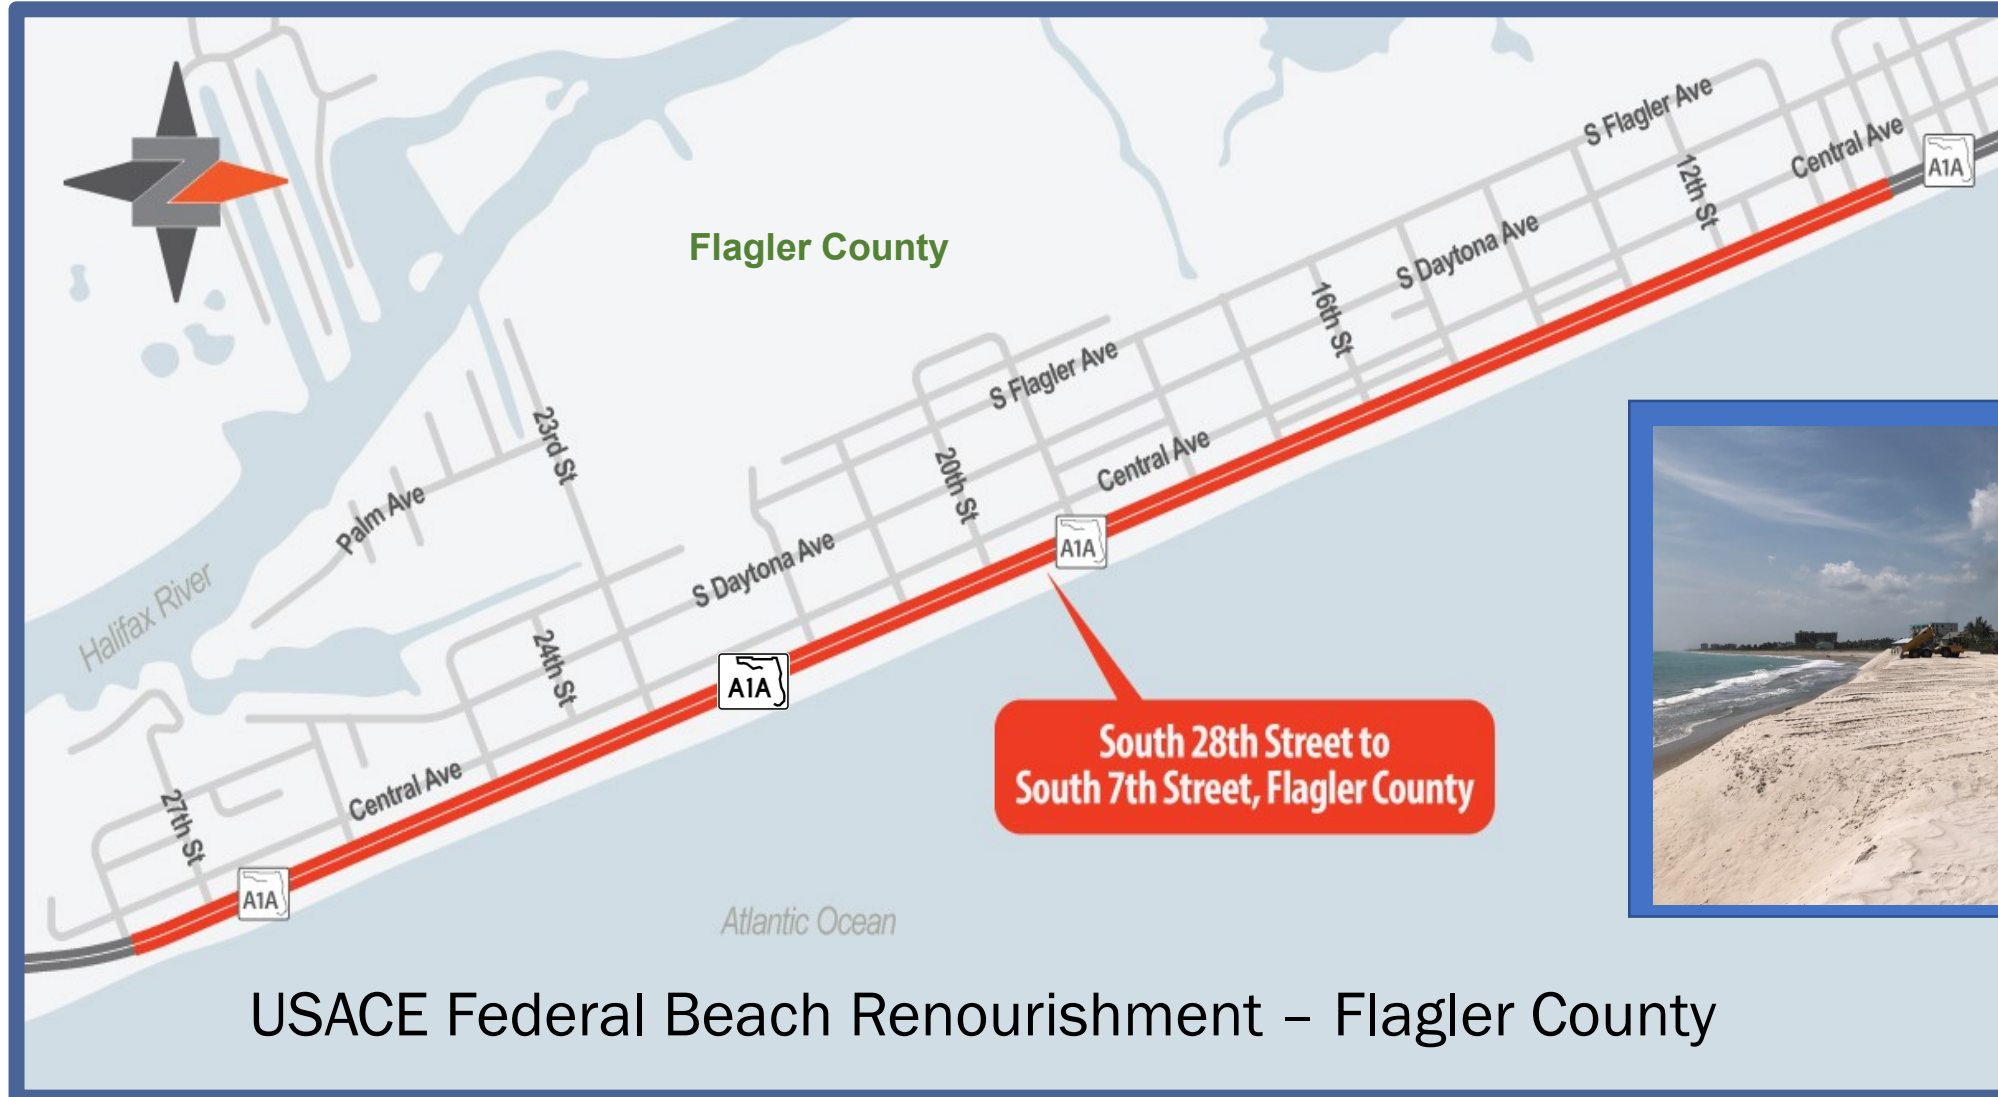 S Flagler Ave
Central Ave
A1A
12th St
Flagler County
S Daytona Ave
16th St
S Flagler Ave
23rd St
20th St
Central Ave
Palm Ave
A1A
S Daytona Ave
Halifax River
24th St
A1A
South 28th Street to
South 7th Street, Flagler County
Central Ave
27th St
A1A
Atlantic Ocean
USACE Federal Beach Renourishment – Flagler County